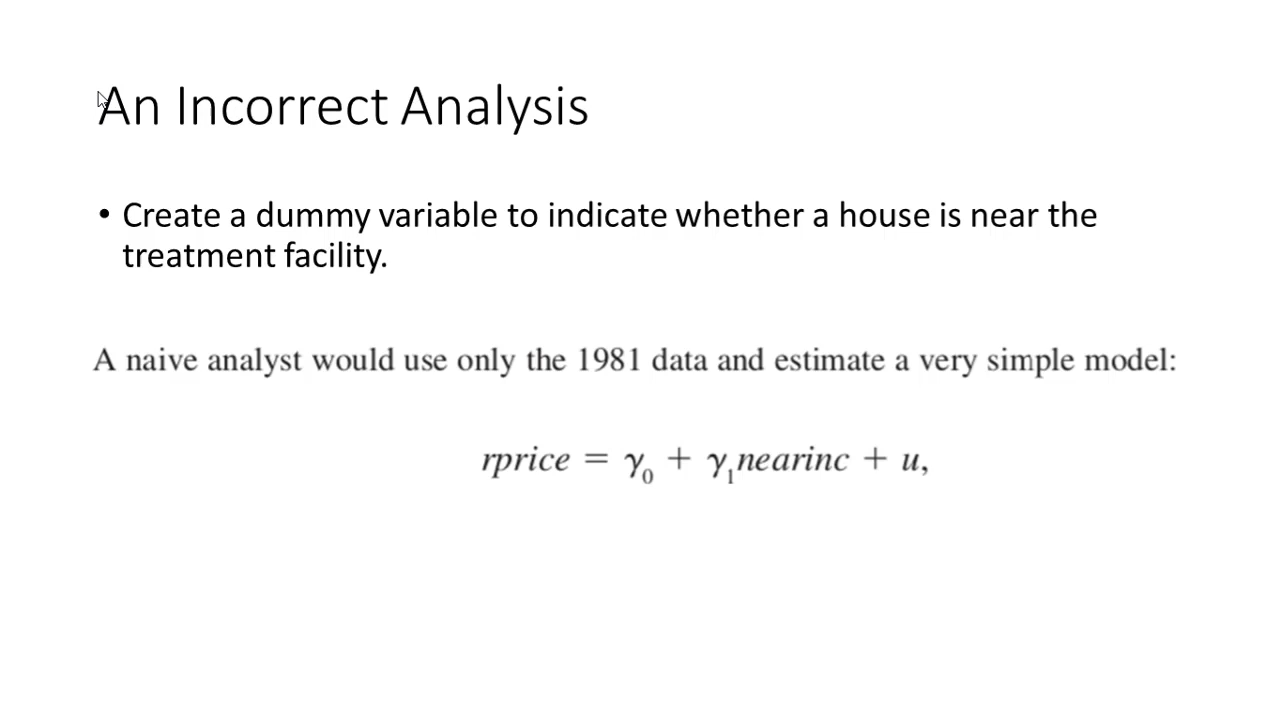 An Incorrect Analysis
• Create a dummy variable to indicate whether a house is near the
treatment facility.
A naive analyst would use only the 1981 data and estimate a very simple model:
rprice = γ₀ + γ₁nearinc + u,